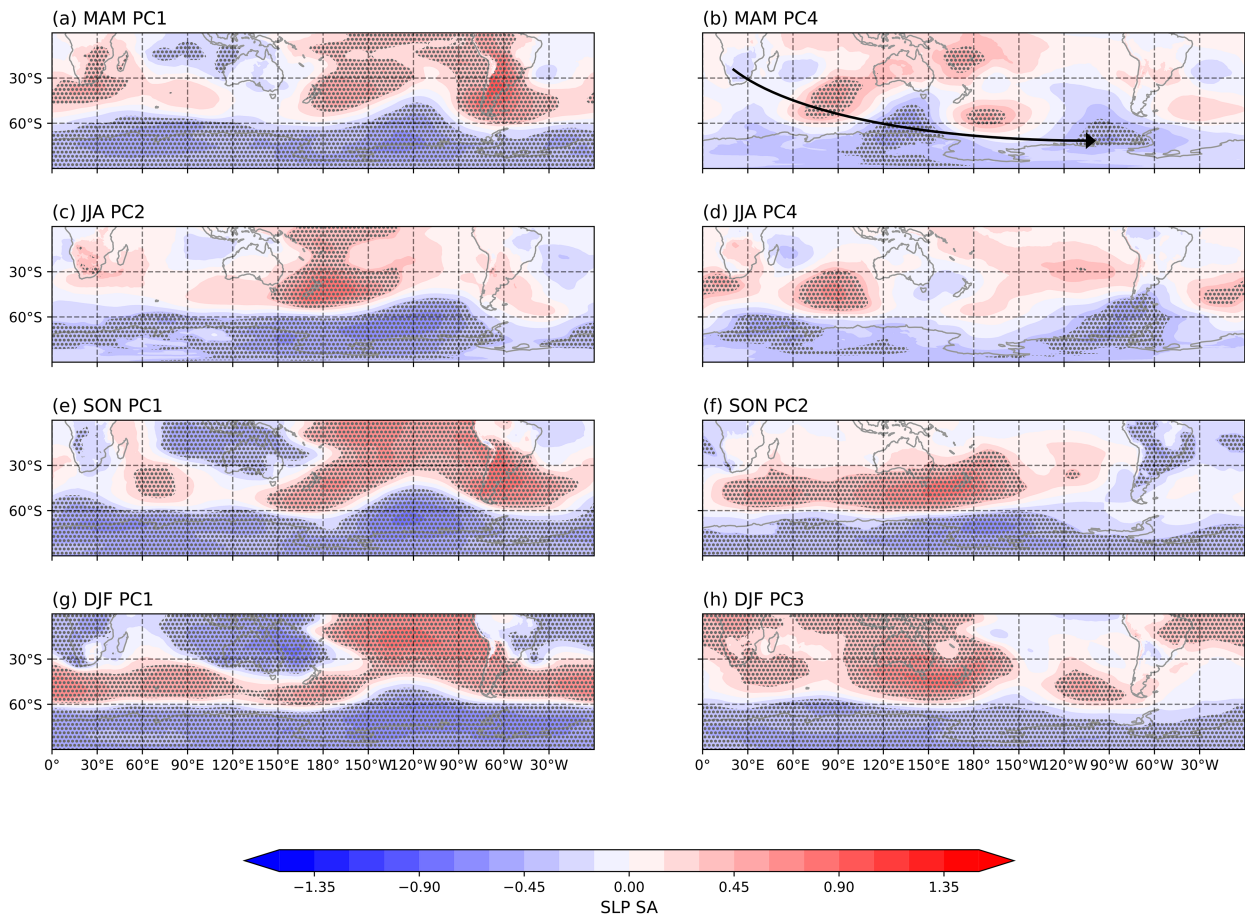 (a) MAM PC1
(b) MAM PC4
30°S
60°S
(c) JJA PC2
(d) JJA PC4
30°S
60°S
(e) SON PC1
(f) SON PC2
30°S
60°S
(g) DJF PC1
(h) DJF PC3
30°S
60°S
0° 30°E 60°E 90°E 120°E 150°E 180° 150°W 120°W 90°W 60°W 30°W
0° 30°E 60°E 90°E 120°E 150°E 180° 150°W 120°W 90°W 60°W 30°W
−1.35 −0.90 −0.45 0.00 0.45 0.90 1.35
SLP SA